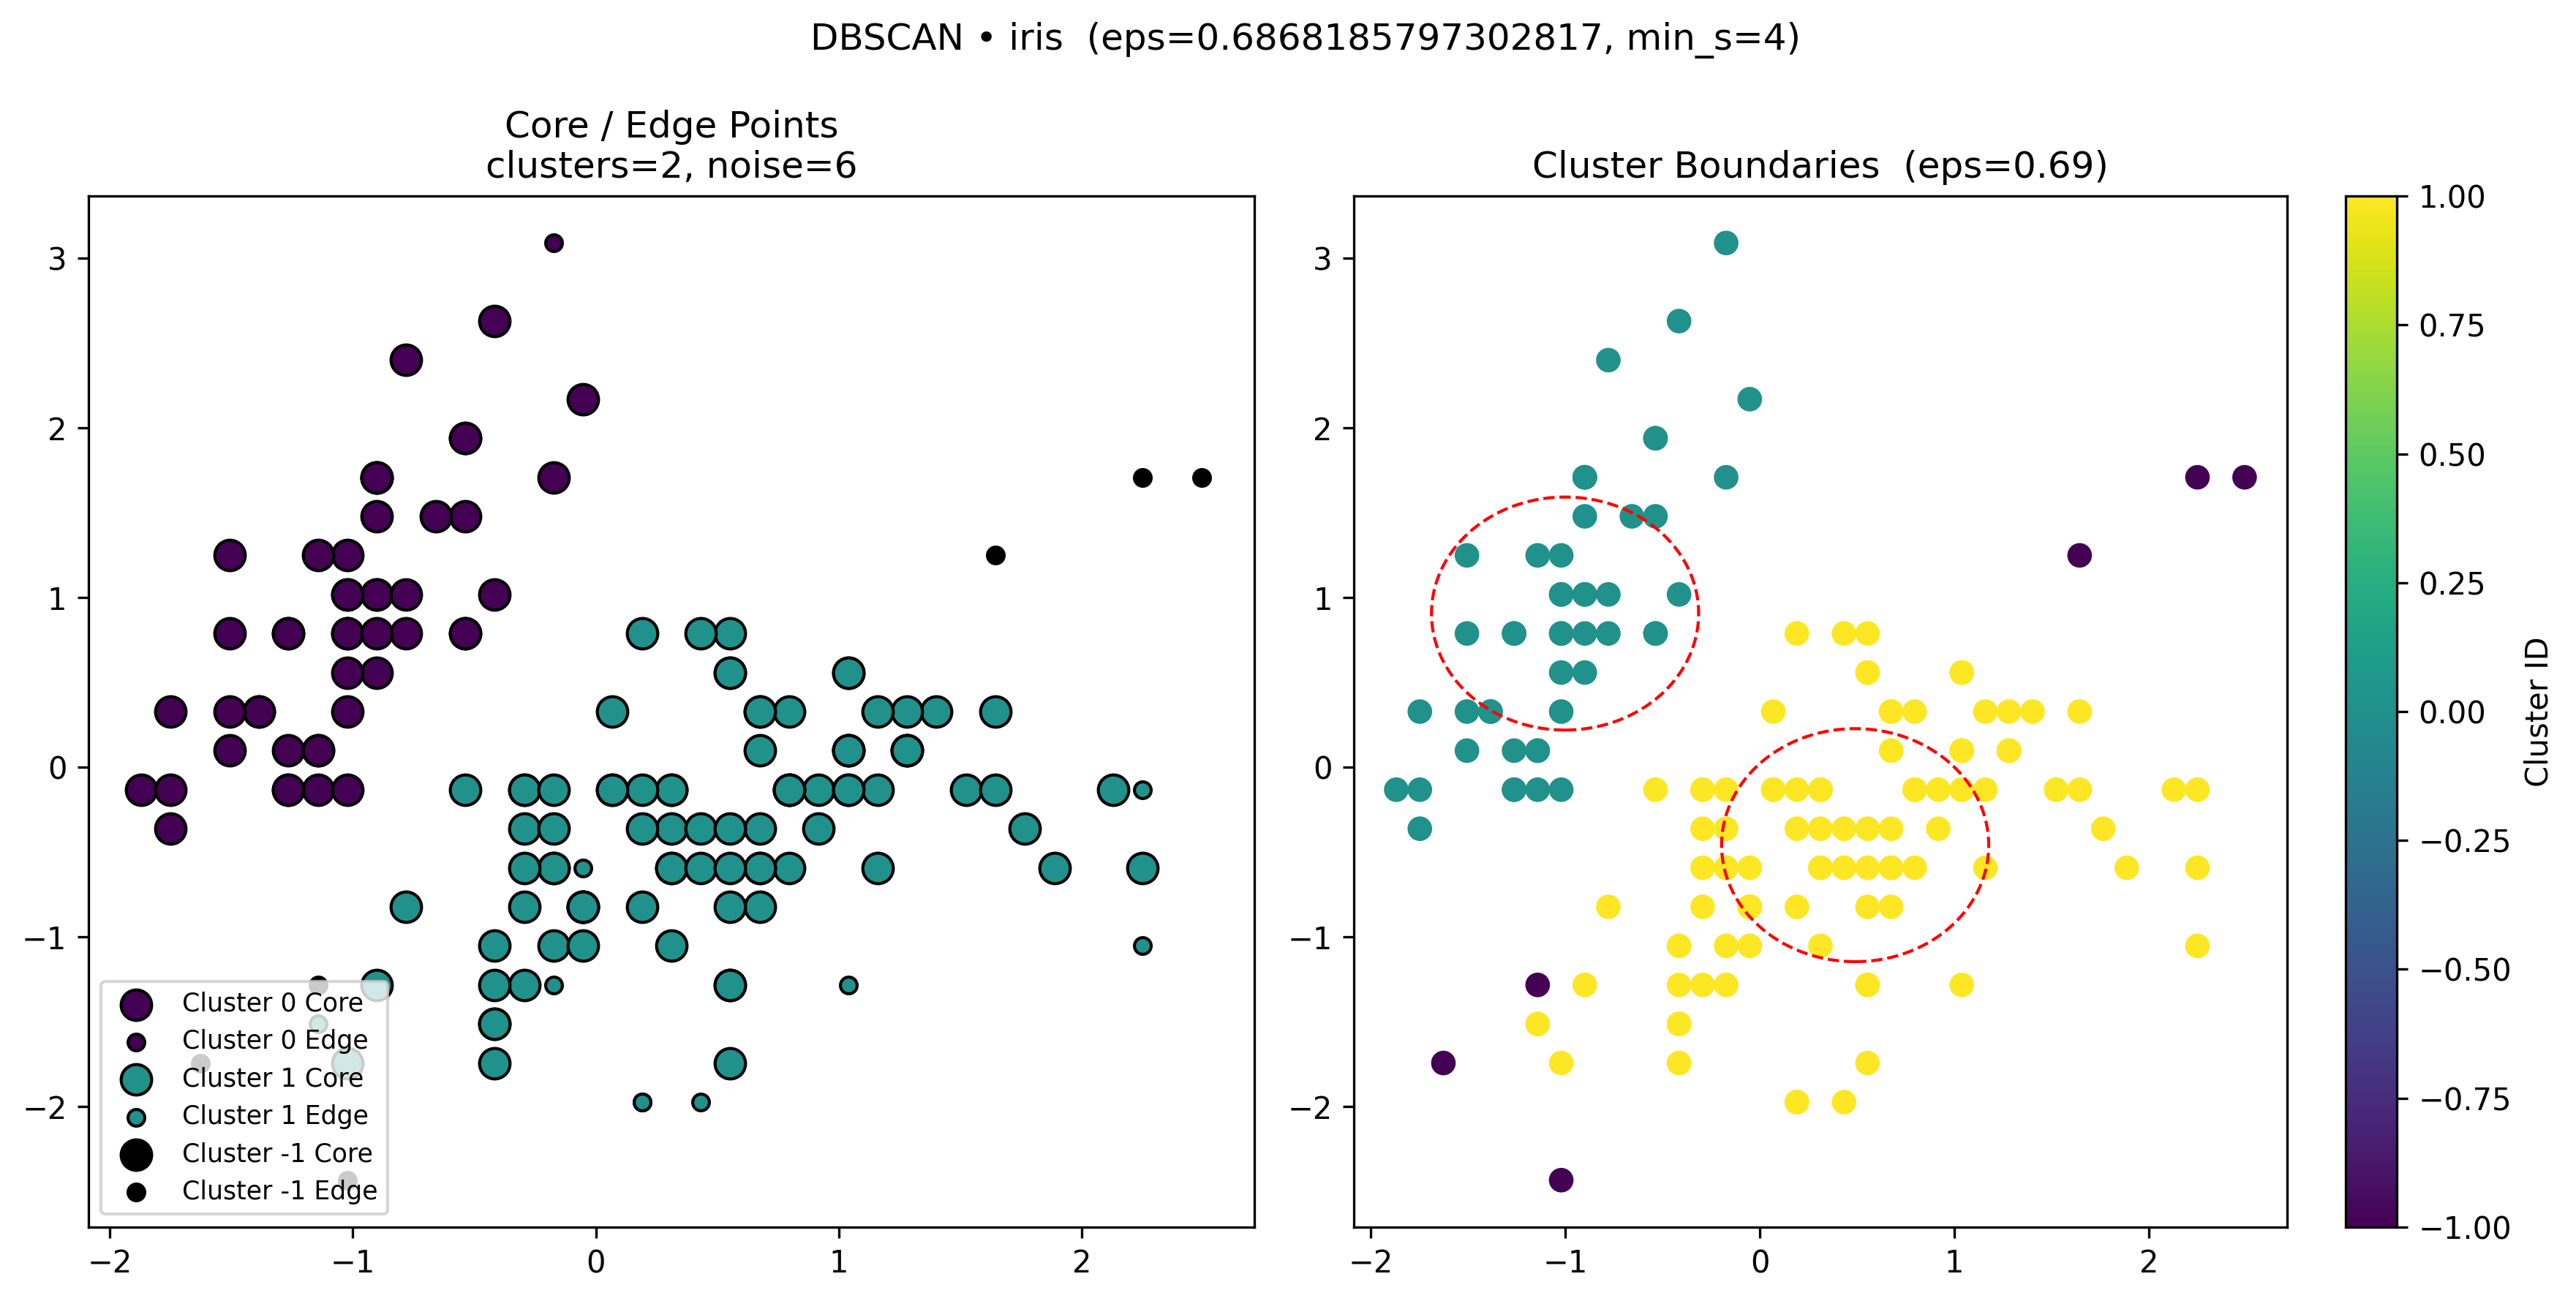 DBSCAN • iris  (eps=0.6868185797302817, min_s=4)
Core / Edge Points
clusters=2, noise=6
3
2
1
0
−1
−2
−2
−1
0
1
2
Cluster 0 Core
Cluster 0 Edge
Cluster 1 Core
Cluster 1 Edge
Cluster -1 Core
Cluster -1 Edge
Cluster Boundaries  (eps=0.69)
3
2
1
0
−1
−2
−2
−1
0
1
2
1.00
0.75
0.50
0.25
0.00
−0.25
−0.50
−0.75
−1.00
Cluster ID